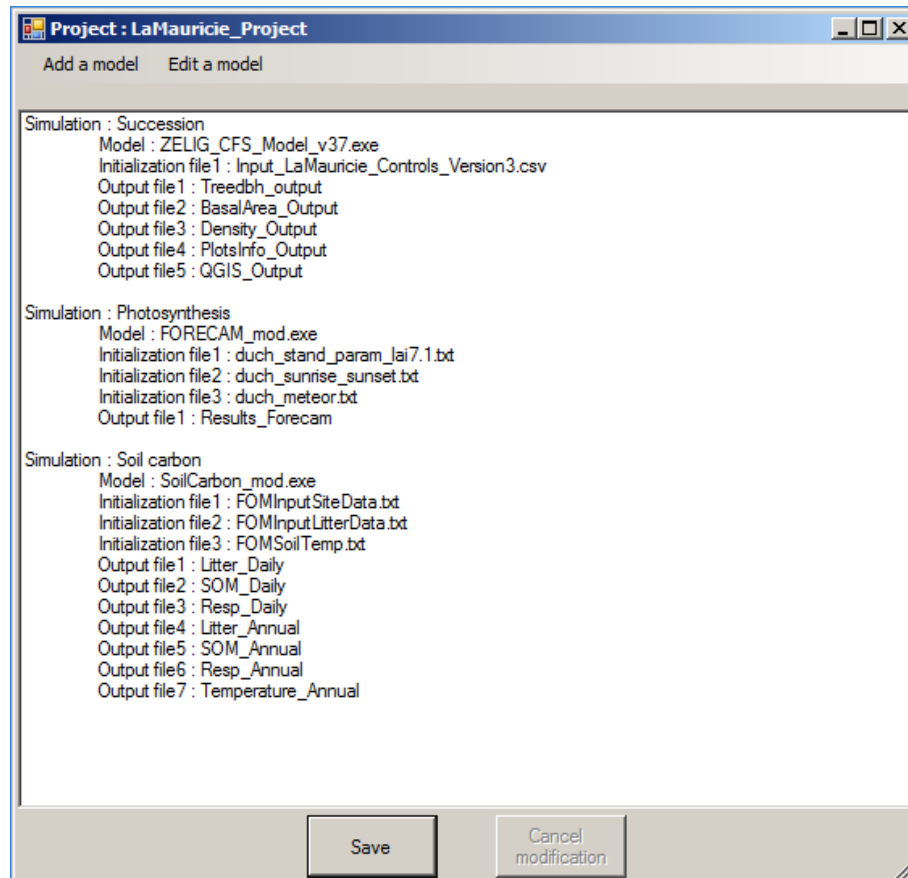 Project : LaMauricie_Project
Add a model Edit a model
Simulation : Succession
Model : ZELIG_CFS_Model_v37.exe
Initialization file1 : Input_LaMauricie_Controls_Version3.csv
Output file1 : Treedbh_output
Output file2 : BasalArea_Output
Output file3 : Density_Output
Output file4 : PlotsInfo_Output
Output file5 : QGIS_Output
Simulation : Photosynthesis
Model : FORECAM_mod.exe
Initialization file1 : duch_stand_param_lai7.1.txt
Initialization file2 : duch_sunrise_sunset.txt
Initialization file3 : duch_meteor.txt
Output file1 : Results_Forecam
Simulation : Soil carbon
Model : SoilCarbon_mod.exe
Initialization file1 : FOMInputSiteData.txt
Initialization file2 : FOMInputLitterData.txt
Initialization file3 : FOMSoilTemp.txt
Output file1 : Litter_Daily
Output file2 : SOM_Daily
Output file3 : Resp_Daily
Output file4 : Litter_Annual
Output file5 : SOM_Annual
Output file6 : Resp_Annual
Output file7 : Temperature_Annual
Save
Cancel
modification